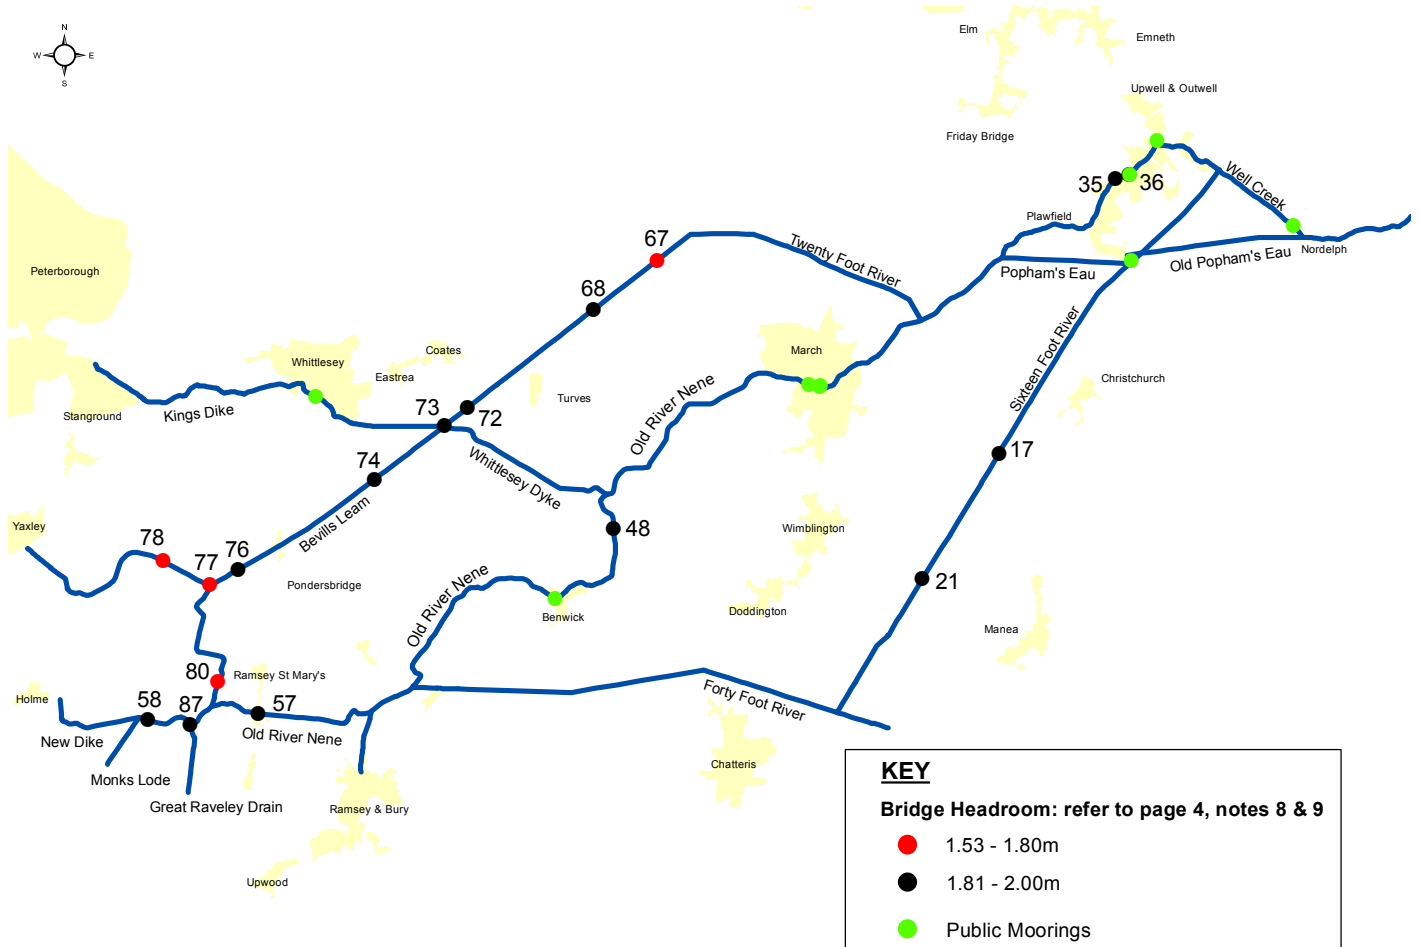 N
W
E
S
Elm
Emneth
Upwell & Outwell
Friday Bridge
Well Creek
35
36
Plawfield
67
Twenty Foot River
Nordelph
Old Popham's Eau
Popham's Eau
Peterborough
68
Sixteen Foot River
Whittlesey
Coates
Eastrea
March
Christchurch
Turves
Old River Nene
Stanground
Kings Dike
73
72
17
Whittlesey Dyke
74
Bevills Leam
Yaxley
48
Wimblington
78
77
76
Pondersbridge
21
Old River Nene
Benwick
Doddington
Manea
80
Ramsey St Mary's
Holme
58
87
57
Forty Foot River
New Dike
Old River Nene
Monks Lode
Chatteris
Great Raveley Drain
Ramsey & Bury
Upwood
KEY
Bridge Headroom: refer to page 4, notes 8 & 9
1.53 - 1.80m
1.81 - 2.00m
Public Moorings